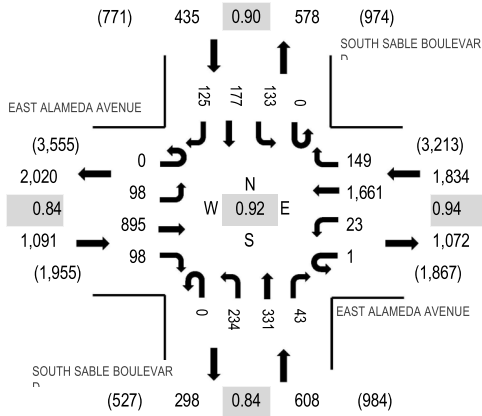 (771) 435 0.90 578 (974)
SOUTH SABLE BOULEVAR
D
EAST ALAMEDA AVENUE
125 177 133 0
(3,555) (3,213)
2,020 0 149 1,834
98 N 1,661
0.84 W 0.92 E 0.94
895 23
1,091 S 1,072
98 1
(1,955) (1,867)
0 234 331 43
EAST ALAMEDA AVENUE
SOUTH SABLE BOULEVAR
D
(527) 298 0.84 608 (984)